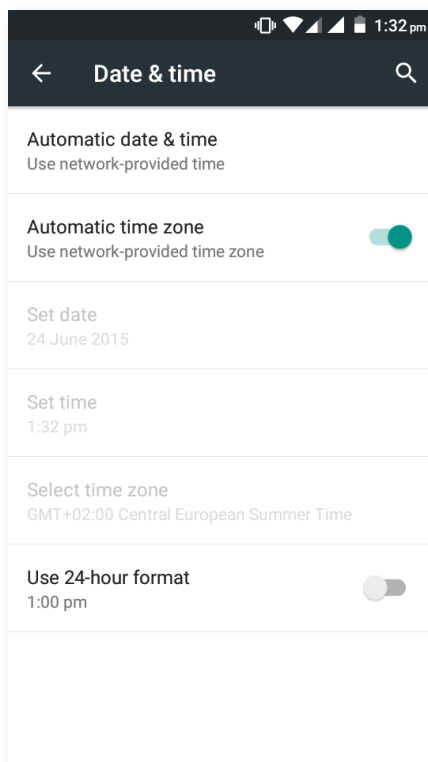 1:32 pm
Date & time
Automatic date & time
Use network-provided time
Automatic time zone
Use network-provided time zone
Set date
24 June 2015
Set time
1:32 pm
Select time zone
GMT+02:00 Central European Summer Time
Use 24-hour format
1:00 pm